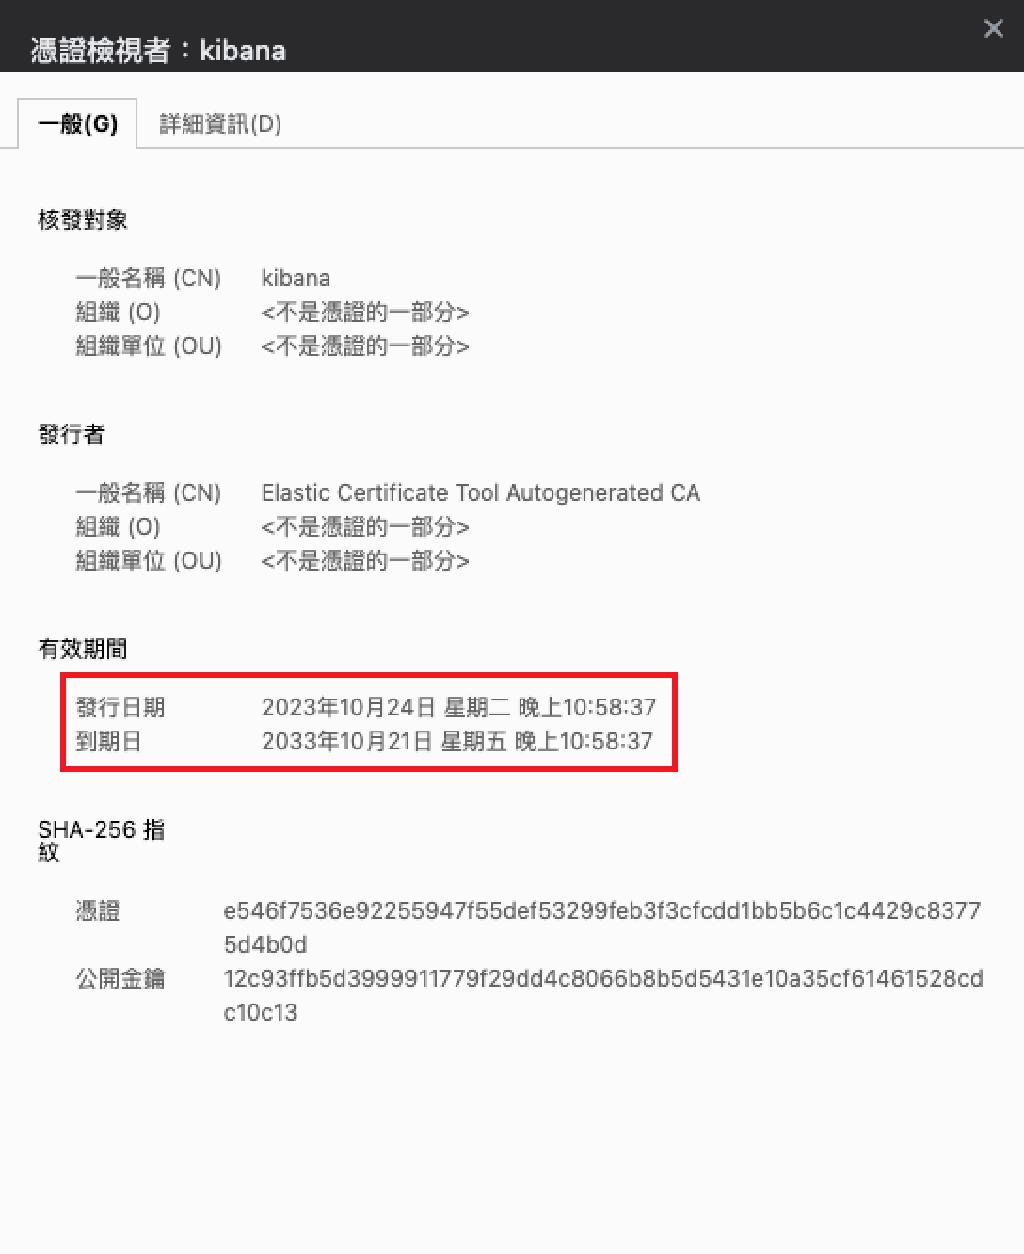 憑證檢視者：kibana
一般(G)
詳細資訊(D)
核發對象
一般名稱 (CN) kibana
組織 (O) <不是憑證的一部分>
組織單位 (OU) <不是憑證的一部分>
發行者
一般名稱 (CN) Elastic Certificate Tool Autogenerated CA
組織 (O) <不是憑證的一部分>
組織單位 (OU) <不是憑證的一部分>
有效期間
發行日期 2023年10月24日 星期二 晚上10:58:37
到期日 2033年10月21日 星期五 晚上10:58:37
SHA-256 指
紋
憑證 e546f7536e92255947f55def53299feb3f3cfcdd1bb5b6c1c4429c8377
5d4b0d
公開金鑰 12c93ffb5d3999911779f29dd4c8066b8b5d5431e10a35cf61461528cd
c10c13